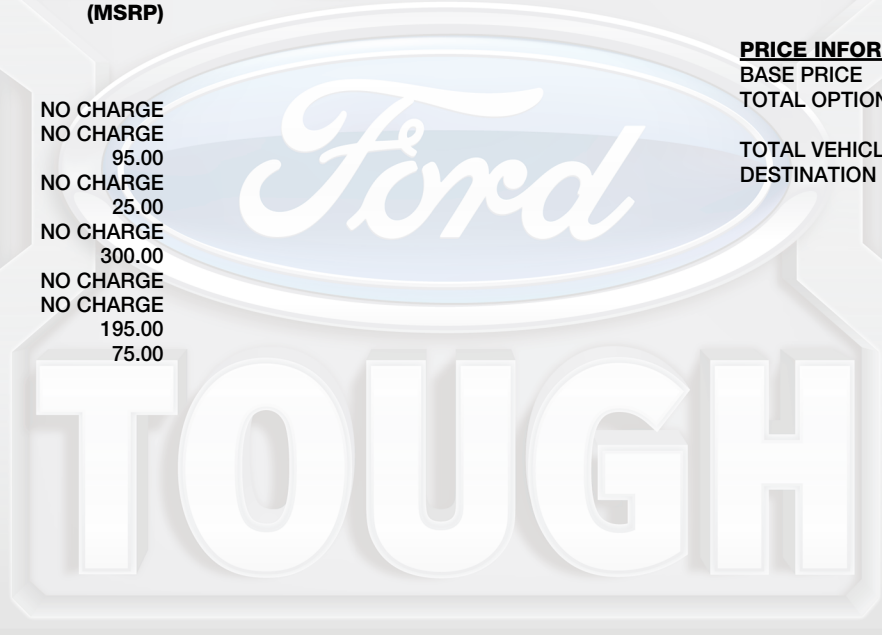 (MSRP)
NO CHARGE
NO CHARGE
95.00
NO CHARGE
25.00
NO CHARGE
300.00
NO CHARGE
NO CHARGE
195.00
75.00
PRICE INFOR
BASE PRICE
TOTAL OPTION
TOTAL VEHICL
DESTINATION
Ford
TOUGH